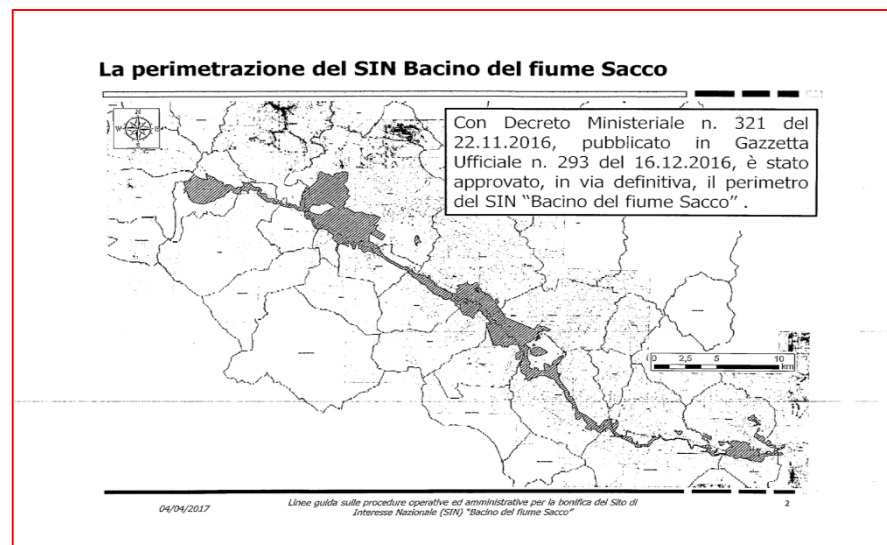 La perimetrazione del SIN Bacino del fiume Sacco
N
W
E
S
Con Decreto Ministeriale n. 321 del
22.11.2016, pubblicato in Gazzetta
Ufficiale n. 293 del 16.12.2016, è stato
approvato, in via definitiva, il perimetro
del SIN “Bacino del fiume Sacco” .
0 2,5 5 10
km
04/04/2017
Linee guida sulle procedure operative ed amministrative per la bonifica del Sito di
Interesse Nazionale (SIN) “Bacino del fiume Sacco”
2